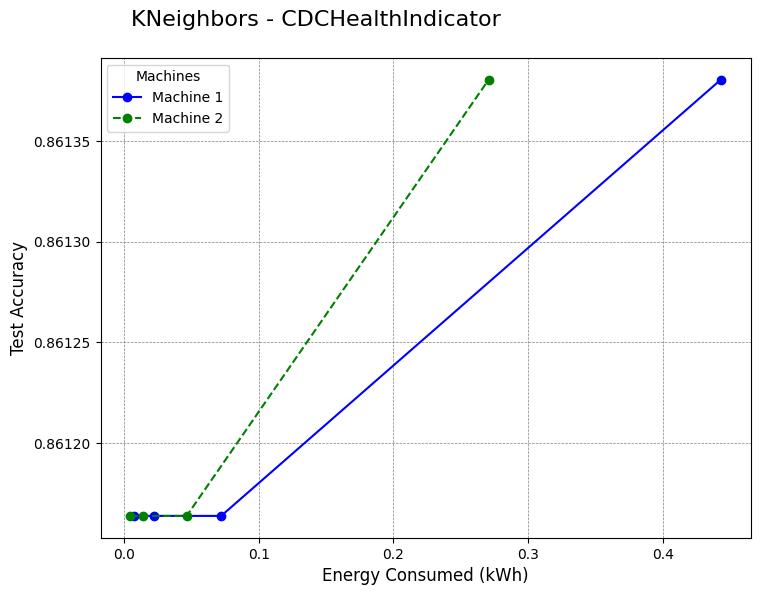 KNeighbors - CDCHealthIndicator
Machines
Machine 1
Machine 2
0.86135
0.86130
0.86125
0.86120
Test Accuracy
0.0 0.1 0.2 0.3 0.4
Energy Consumed (kWh)